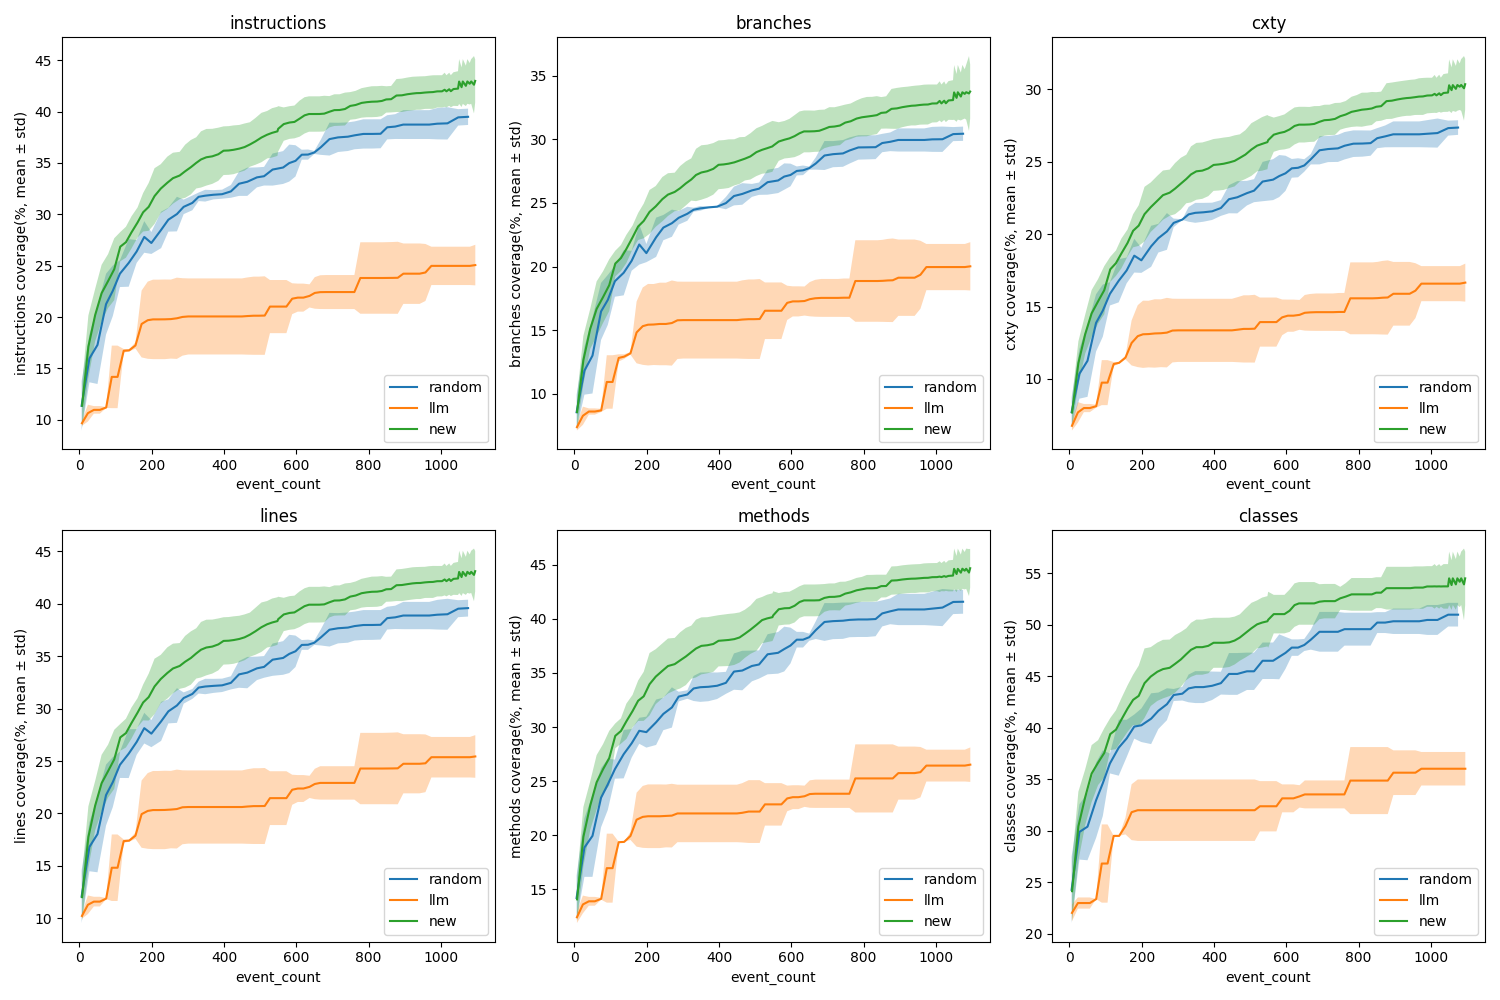 instructions
instructions coverage(%, mean ± std)
45
40
35
30
25
20
15
10
random
llm
new
0 200 400 600 800 1000
event_count
branches
branches coverage(%, mean ± std)
35
30
25
20
15
10
random
llm
new
0 200 400 600 800 1000
event_count
cxty
cxty coverage(%, mean ± std)
30
25
20
15
10
random
llm
new
0 200 400 600 800 1000
event_count
lines
lines coverage(%, mean ± std)
45
40
35
30
25
20
15
10
random
llm
new
0 200 400 600 800 1000
event_count
methods
methods coverage(%, mean ± std)
45
40
35
30
25
20
15
random
llm
new
0 200 400 600 800 1000
event_count
classes
classes coverage(%, mean ± std)
55
50
45
40
35
30
25
20
random
llm
new
0 200 400 600 800 1000
event_count